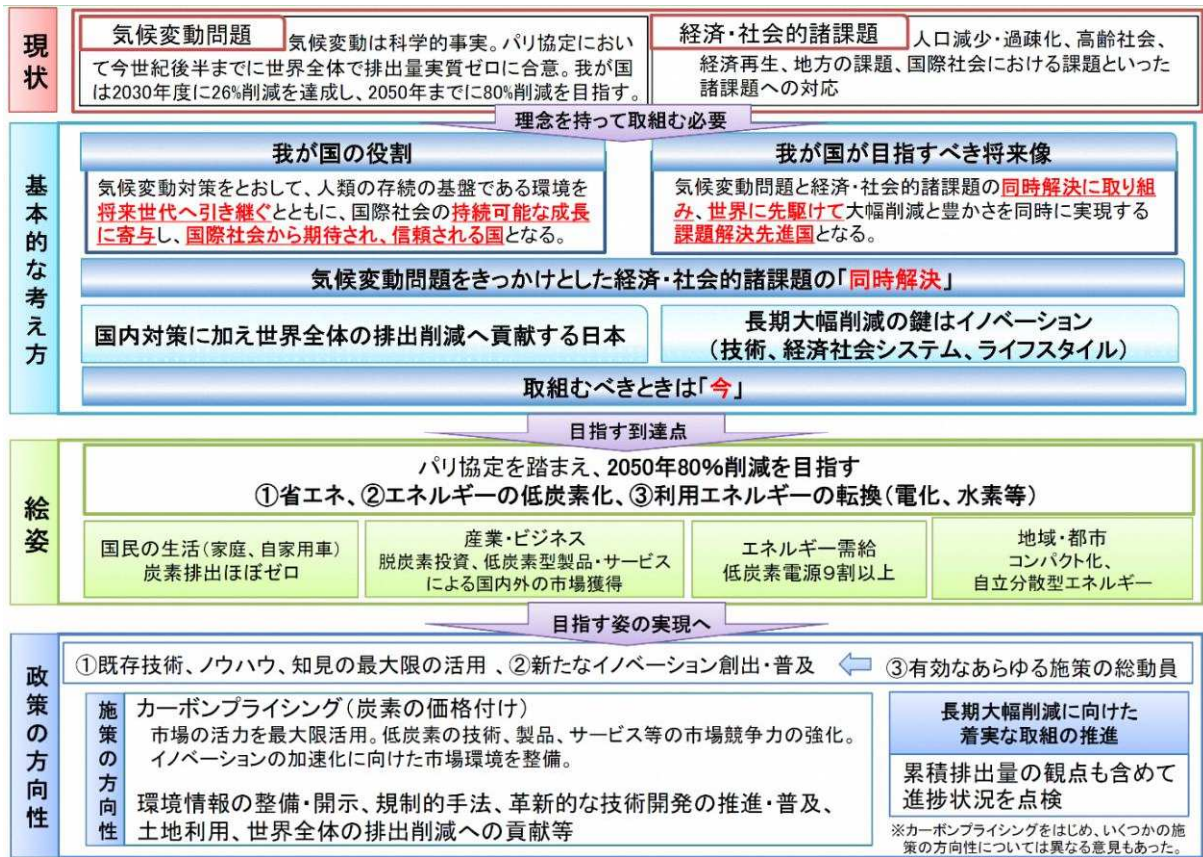 現状
気候変動問題
気候変動は科学的事実。パリ協定において
て今世紀後半までに世界全体で排出量実質ゼロに合意。我が国
は2030年度に26%削減を達成し、2050年までに80%削減を目指す。
経済・社会的諸課題
人口減少・過疎化、高齢社会、
経済再生、地方の課題、国際社会における課題といった
諸課題への対応
理念を持って取組む必要
基本的な考え方
我が国の役割
気候変動対策をとおして、人類の存続の基盤である環境を
将来世代へ引き継ぐとともに、国際社会の持続可能な成長
に寄与し、国際社会から期待され、信頼される国となる。
我が国が目指すべき将来像
気候変動問題と経済・社会的諸課題の同時解決に取り組
み、世界に先駆けて大幅削減と豊かさを同時に実現する
課題解決先進国となる。
気候変動問題をきっかけとした経済・社会的諸課題の「同時解決」
国内対策に加え世界全体の排出削減へ貢献する日本
長期大幅削減の鍵はイノベーション
(技術、経済社会システム、ライフスタイル)
取組むべきときは「今」
目指す到達点
絵姿
パリ協定を踏まえ、2050年80%削減を目指す
①省エネ、②エネルギーの低炭素化、③利用エネルギーの転換(電化、水素等)
国民の生活(家庭、自家用車)
炭素排出ほぼゼロ
産業・ビジネス
脱炭素投資、低炭素型製品・サービス
による国内外の市場獲得
エネルギー需給
低炭素電源9割以上
地域・都市
コンパクト化、
自立分散型エネルギー
目指す姿の実現へ
政策の方向性
①既存技術、ノウハウ、知見の最大限の活用 、②新たなイノベーション創出・普及
③有効なあらゆる施策の総動員
施策の方向性
カーボンプライシング(炭素の価格付け)
市場の活力を最大限活用。低炭素の技術、製品、サービス等の市場競争力の強化。
イノベーションの加速化に向けた市場環境を整備。
環境情報の整備・開示、規制的手法、革新的な技術開発の推進・普及、
土地利用、世界全体の排出削減への貢献等
長期大幅削減に向けた
着実な取組の推進
累積排出量の観点も含めて
進捗状況を点検
※カーボンプライシングをはじめ、いくつかの施
策の方向性については異なる意見もあった。